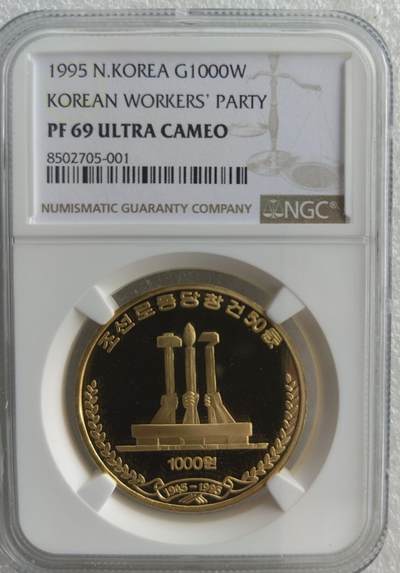 1995 N.KOREA G1000W
KOREAN WORKERS' PARTY
PF 69 ULTRA CAMEO
8502705-001
NUMISMATIC GUARANTY COMPANY NGC®
조선로동당창건50돐
1000원
1945-1995